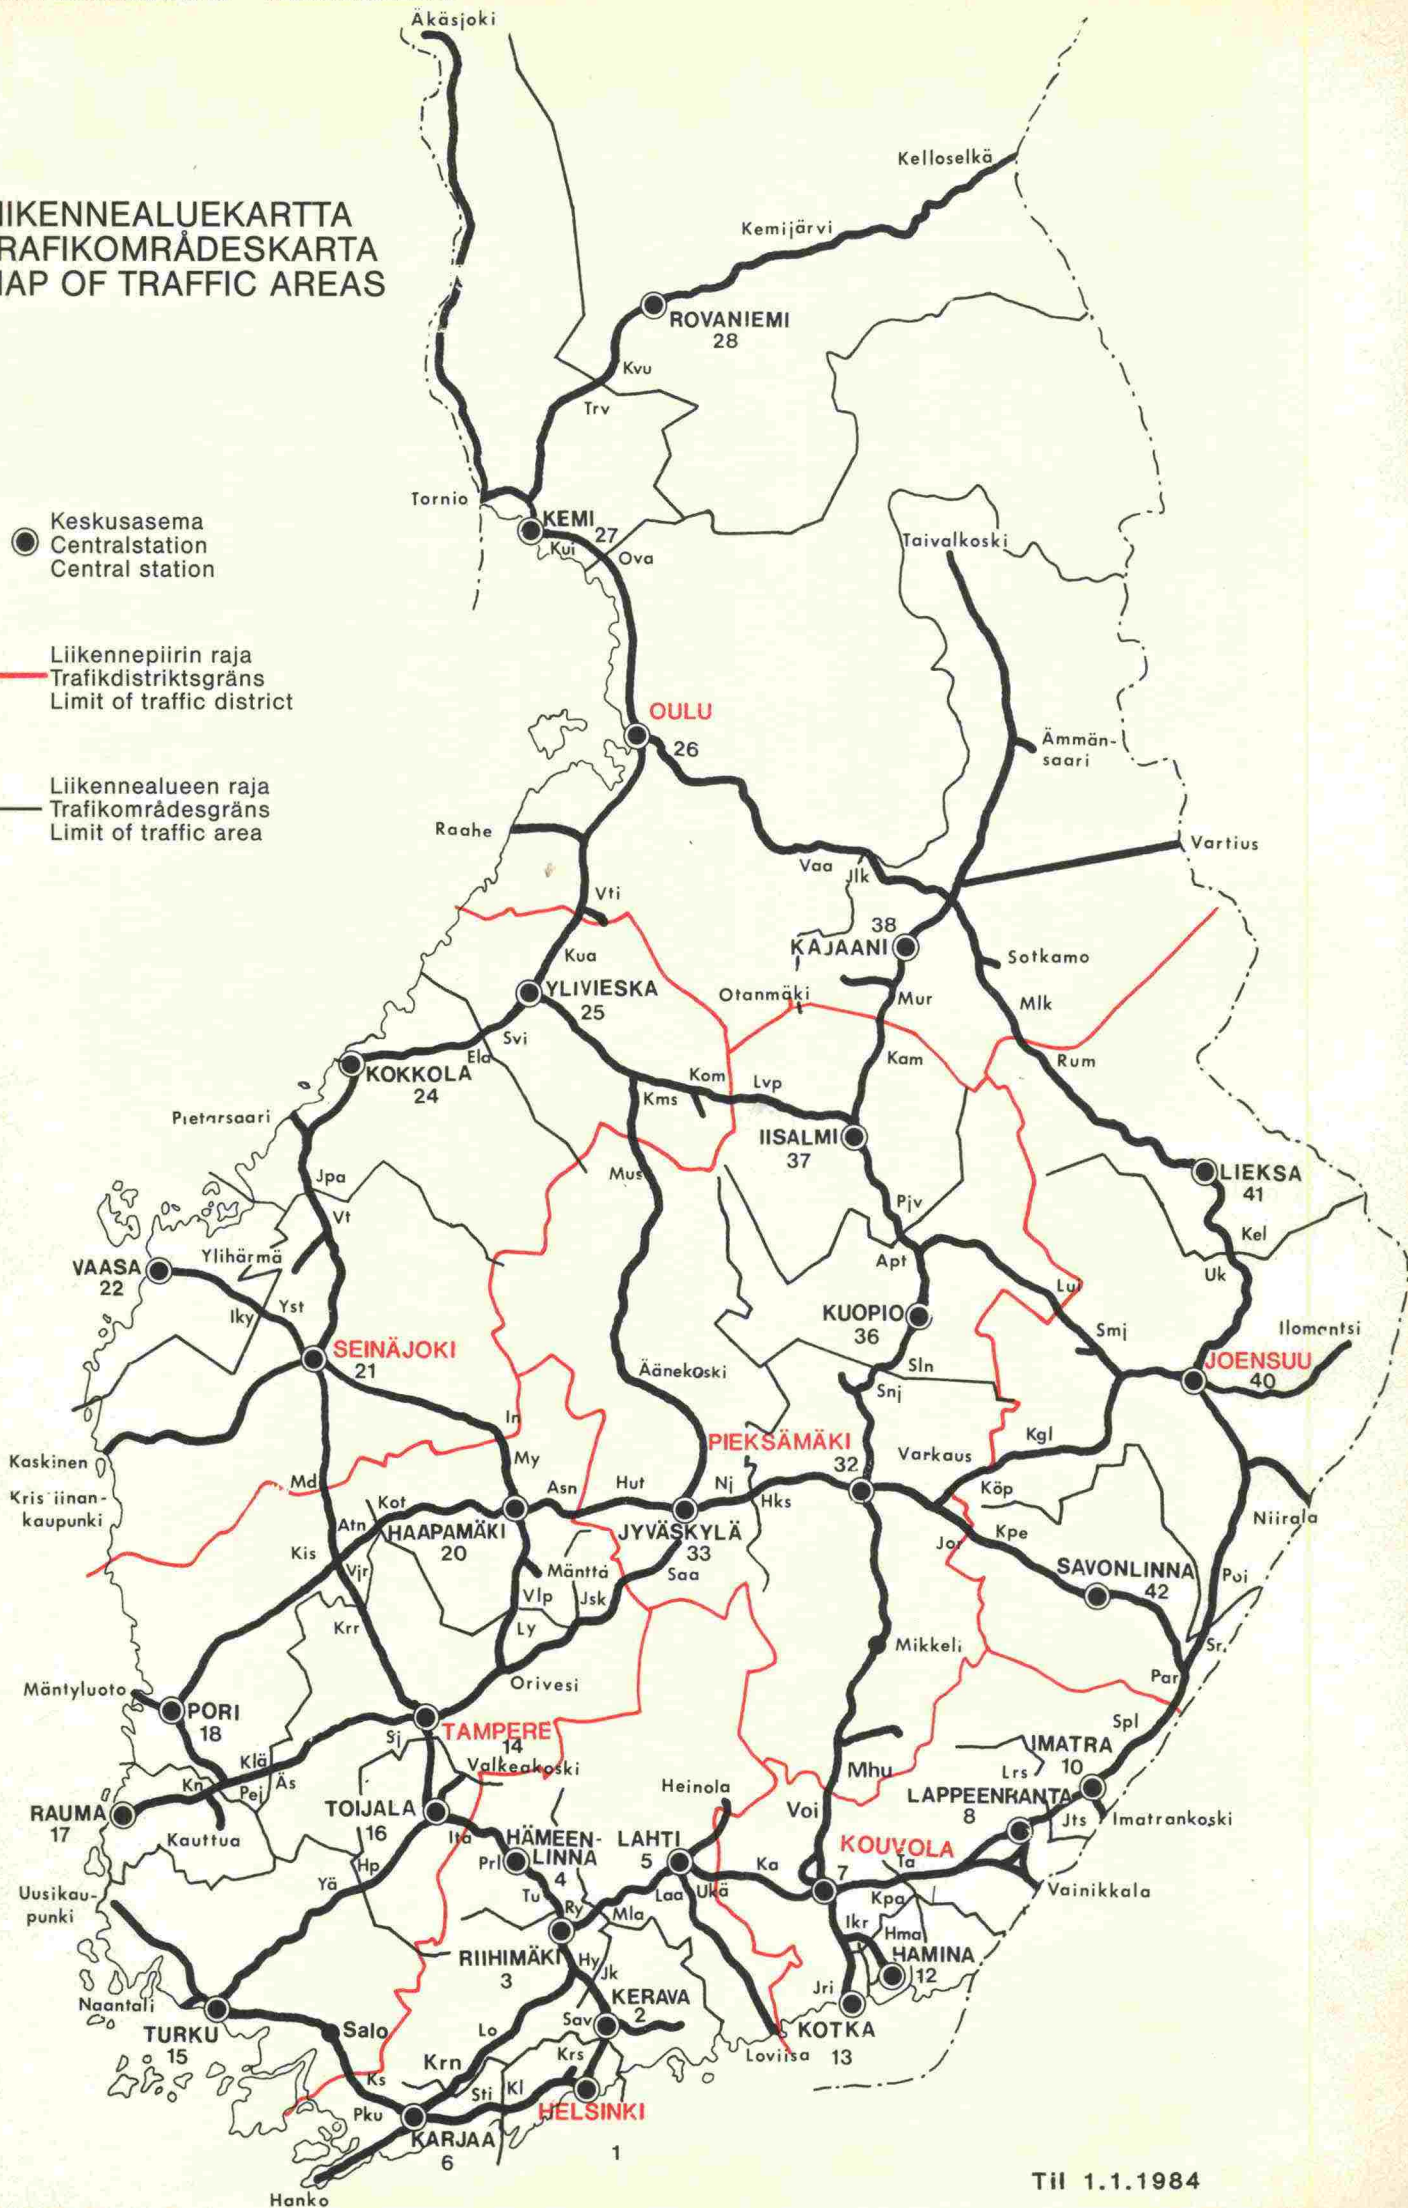 Äkäsjoki
Kelloselkä
IIKENNEALUEKARTTA
RAFIKOMRÅDESKARTA
AP OF TRAFFIC AREAS
Kemijärvi
ROVANIEMI
28
Kvu
Trv
Tornio
KEMI
27
Kui
Ova
Keskusasema
Centralstation
Central station
Taivalkoski
Liikennepiirin raja
Trafikdistriktsgräns
Limit of traffic district
OULU
26
Ämmän-
saari
Liikennealueen raja
Trafikområdesgräns
Limit of traffic area
Raahe
Vartius
Vaa
Jlk
Vti
38
KAJAANI
Kua
Sotkamo
YLIVIESKA
25
Otanmäki
Mur
Mlk
Svi
Ela
Kam
Rum
KOKKOLA
24
Kom
Lvp
Kms
Pietarsaari
IISALMI
37
Mus
Jpa
LIEKSA
41
Pjv
Vt
Kel
Apt
Uk
Ylihärmä
VAASA
22
Iky
Yst
Lui
KUOPIO
36
Smj
Ilomantsi
SEINÄJOKI
21
Äänekoski
Sln
Snj
JOENSUU
40
In
PIEKSÄMÄKI
32
Kgl
Varkaus
Kaskinen
My
Md
Asn
Hut
Nj
Hks
Köp
Kris iinan-
kaupunki
Kot
Atn
HAAPAMÄKI
20
JYVÄSKYLÄ
33
Kpe
Niirala
Jor
Kis
Vjr
Mänttä
Saa
SAVONLINNA
42
Poi
Vlp
Jsk
Krr
Ly
Mikkeli
Sr.
Par
Orivesi
Mäntyluoto
PORI
18
Spl
Sj
TAMPERE
14
IMATRA
10
Klä
Valkeakoski
Mhu
Lrs
Kn
Pej
Äs
Heinola
LAPPEENRANTA
8
RAUMA
17
TOIJALA
16
Voi
Jts
Imatrankoski
Kauttua
Ita
HÄMEEN-
LINNA
4
LAHTI
5
KOUVOLA
7
Prl
Ka
Ta
Hp
Yä
Tu
Laa
Ukä
Kpa
Vainikkala
Uusikau-
punki
Ry
Mla
Ikr
Hma
RIIHIMÄKI
3
Hy
Jk
HAMINA
12
Jri
Naantali
KERAVA
2
TURKU
15
Salo
Lo
Sav
KOTKA
13
Loviisa
Krn
Krs
Ks
Sti
Kl
Pku
HELSINKI
1
KARJAA
6
Hanko
Til 1.1.1984